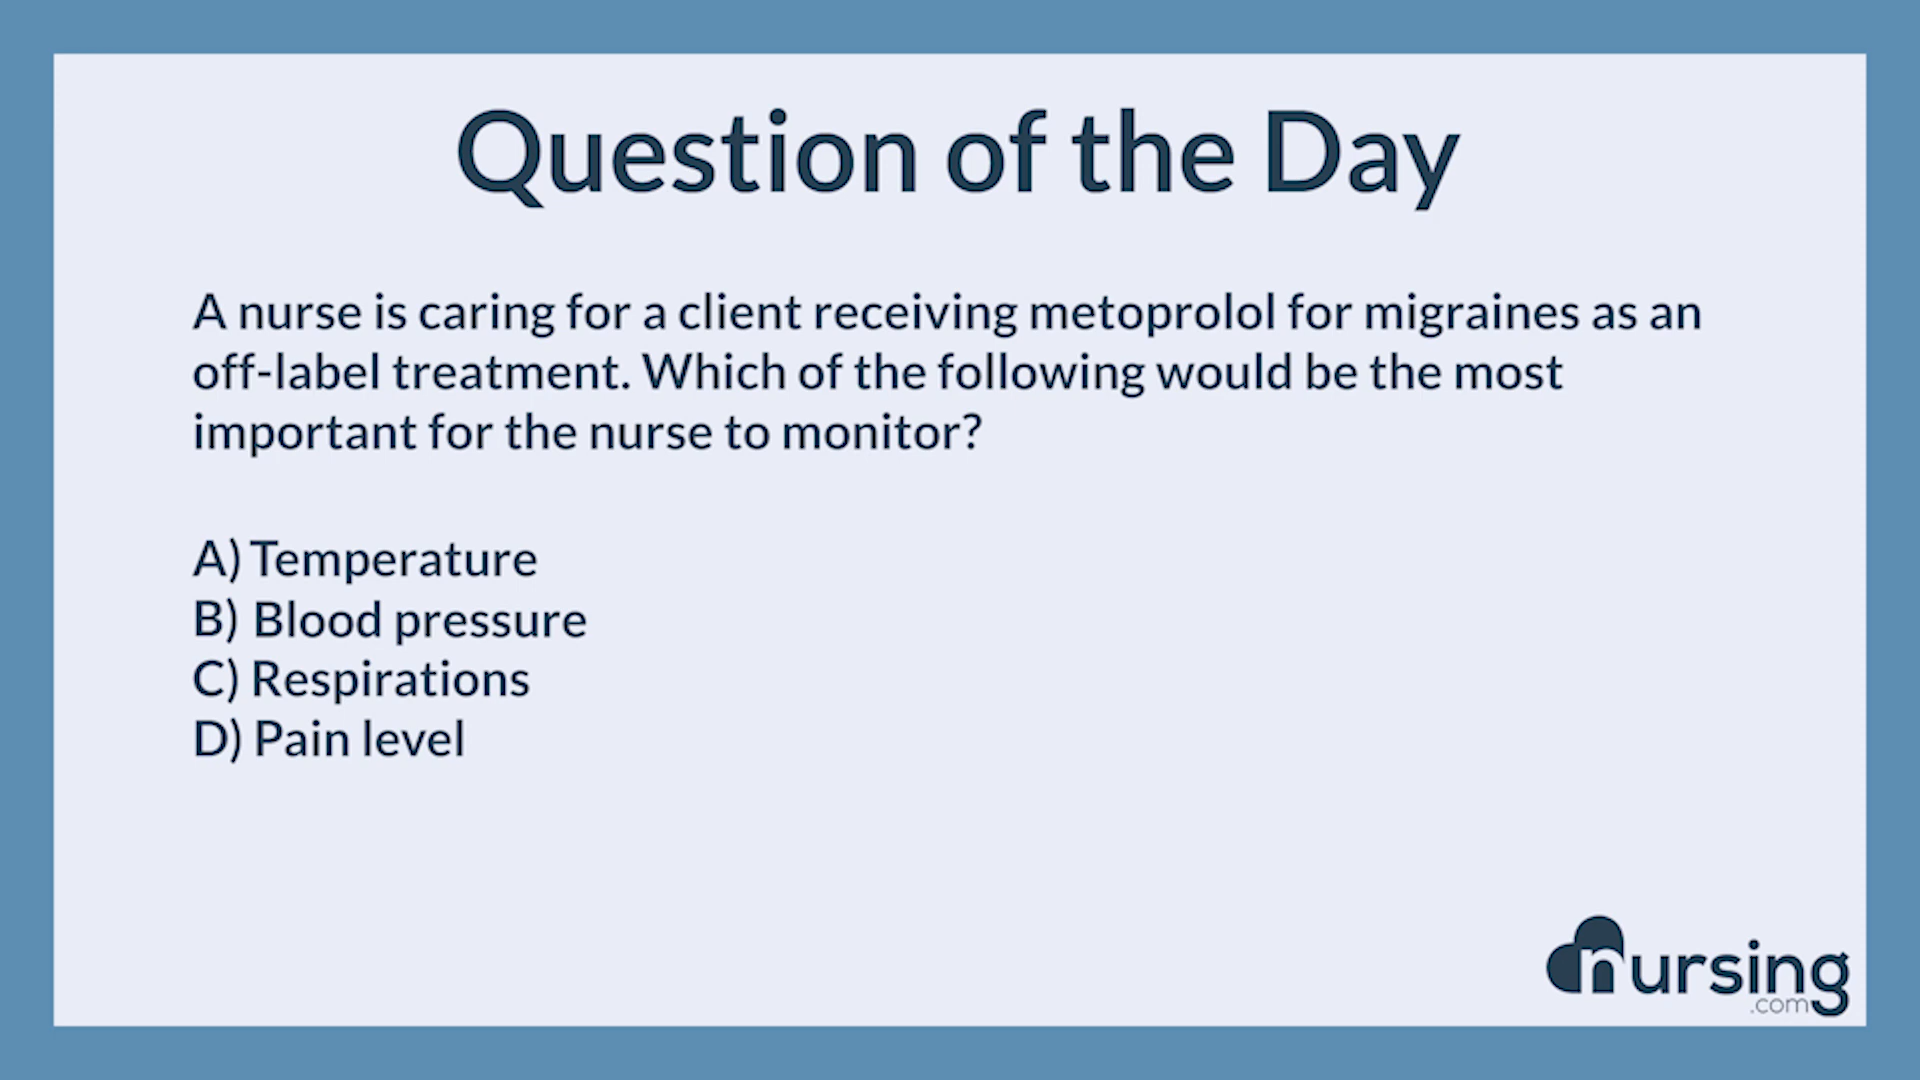 Question of the Day
A nurse is caring for a client receiving metoprolol for migraines as an
off-label treatment. Which of the following would be the most
important for the nurse to monitor?
A) Temperature
B) Blood pressure
C) Respirations
D) Pain level
nursing
.com